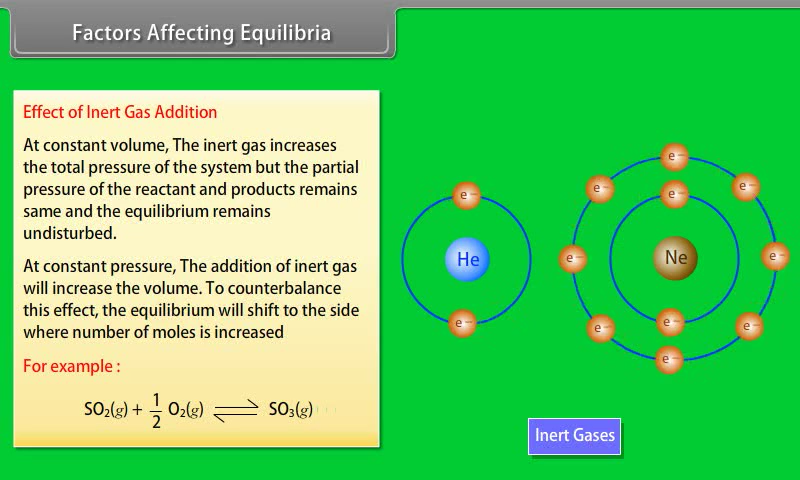 Factors Affecting Equilibria
Effect of Inert Gas Addition
At constant volume, The inert gas increases
the total pressure of the system but the partial
pressure of the reactant and products remains
same and the equilibrium remains
undisturbed.
At constant pressure, The addition of inert gas
will increase the volume. To counterbalance
this effect, the equilibrium will shift to the side
where number of moles is increased
For example :
SO₂(g) + 1/2 O₂(g) ⇌ SO₃(g)
e⁻
He
e⁻
e⁻
e⁻
e⁻
e⁻
e⁻
Ne
e⁻
e⁻
e⁻
e⁻
e⁻
Inert Gases